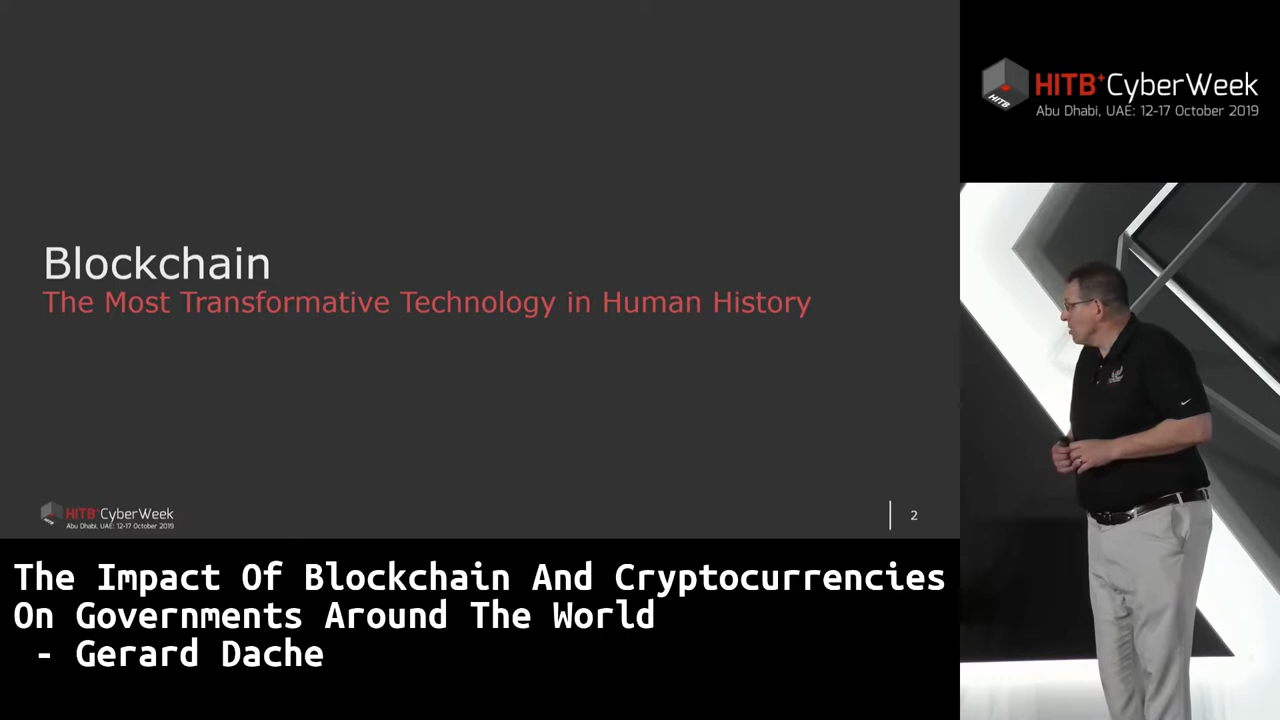 Blockchain
The Most Transformative Technology in Human History
HITB+CyberWeek
Abu Dhabi, UAE: 12-17 October 2019
2
HITB+CyberWeek
Abu Dhabi, UAE: 12-17 October 2019
HITB
The Impact Of Blockchain And Cryptocurrencies
On Governments Around The World
- Gerard Dache